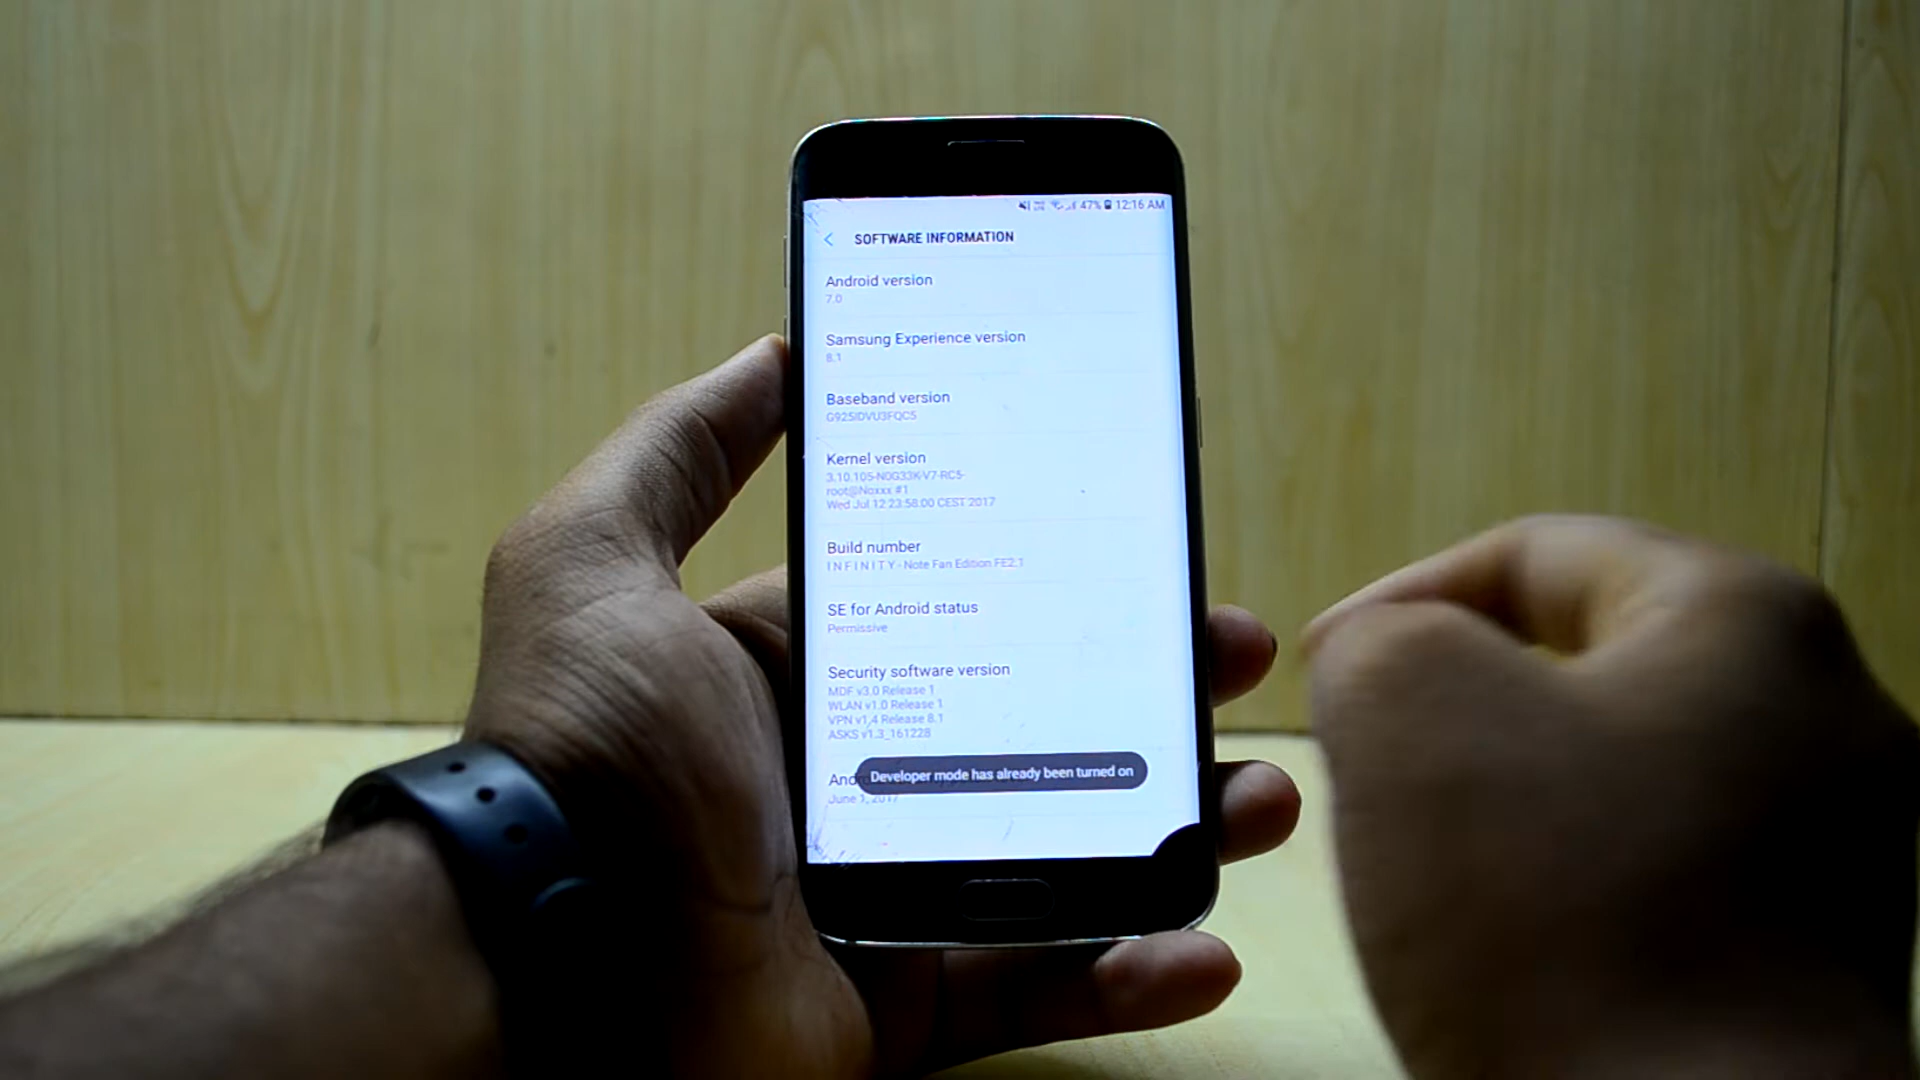 47% 12:16 AM
SOFTWARE INFORMATION
Android version
7.0
Samsung Experience version
8.1
Baseband version
G925IDVU3FQC5
Kernel version
3.10.105-N0G33K-V7-RC5-
root@Noxxx #1
Wed Jul 12 23:58:00 CEST 2017
Build number
I N F I N I T Y - Note Fan Edition FE2.1
SE for Android status
Permissive
Security software version
MDF v3.0 Release 1
WLAN v1.0 Release 1
VPN v1.4 Release 8.1
ASKS v1.3_161228
Developer mode has already been turned on
June 1, 2017